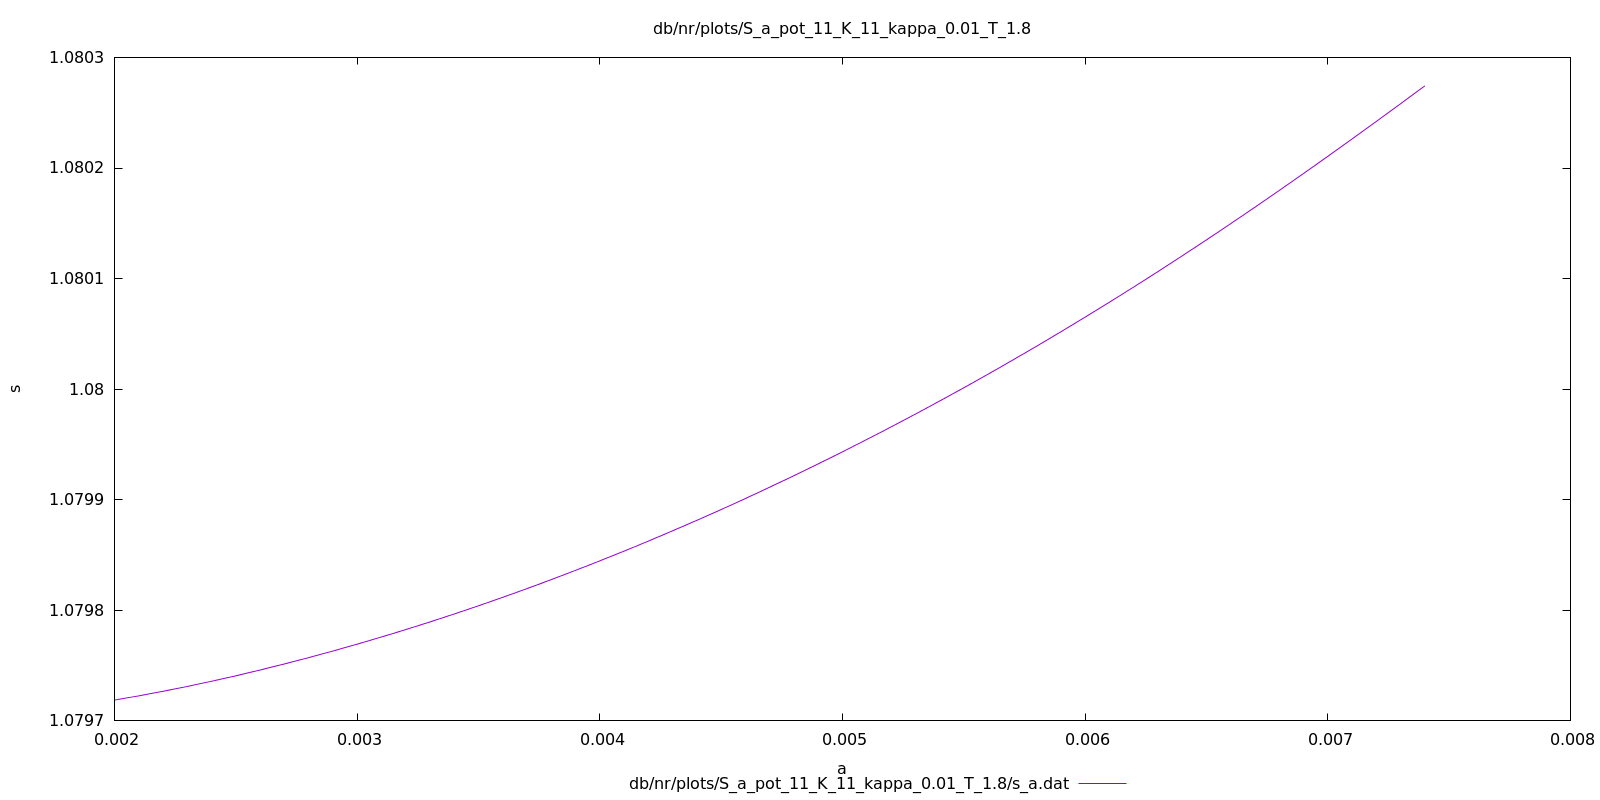 db/nr/plots/S_a_pot_11_K_11_kappa_0.01_T_1.8
1.0803
1.0802
1.0801
1.08
1.0799
1.0798
1.0797
s
0.002 0.003 0.004 0.005 0.006 0.007 0.008
a
db/nr/plots/S_a_pot_11_K_11_kappa_0.01_T_1.8/s_a.dat